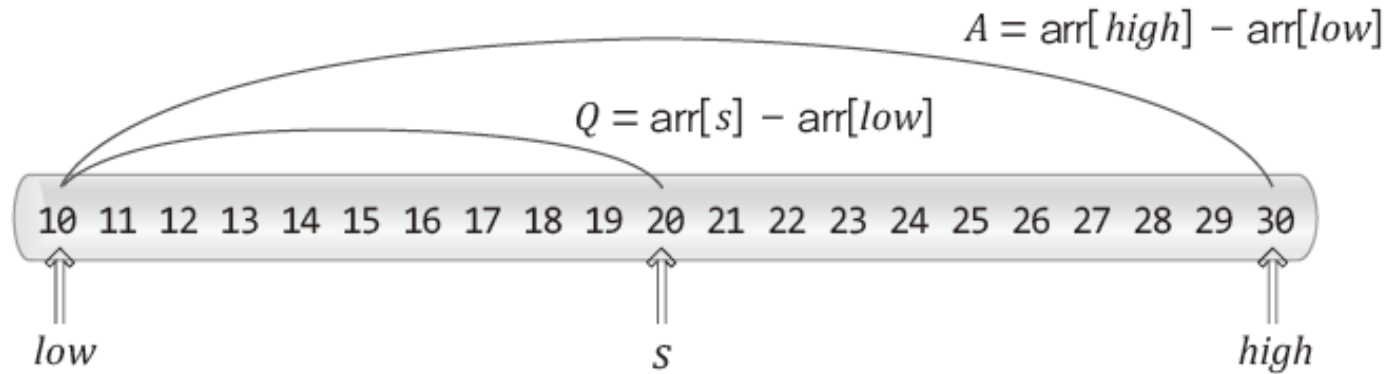 A = arr[high] − arr[low]
Q = arr[s] − arr[low]
10 11 12 13 14 15 16 17 18 19 20 21 22 23 24 25 26 27 28 29 30
low s high